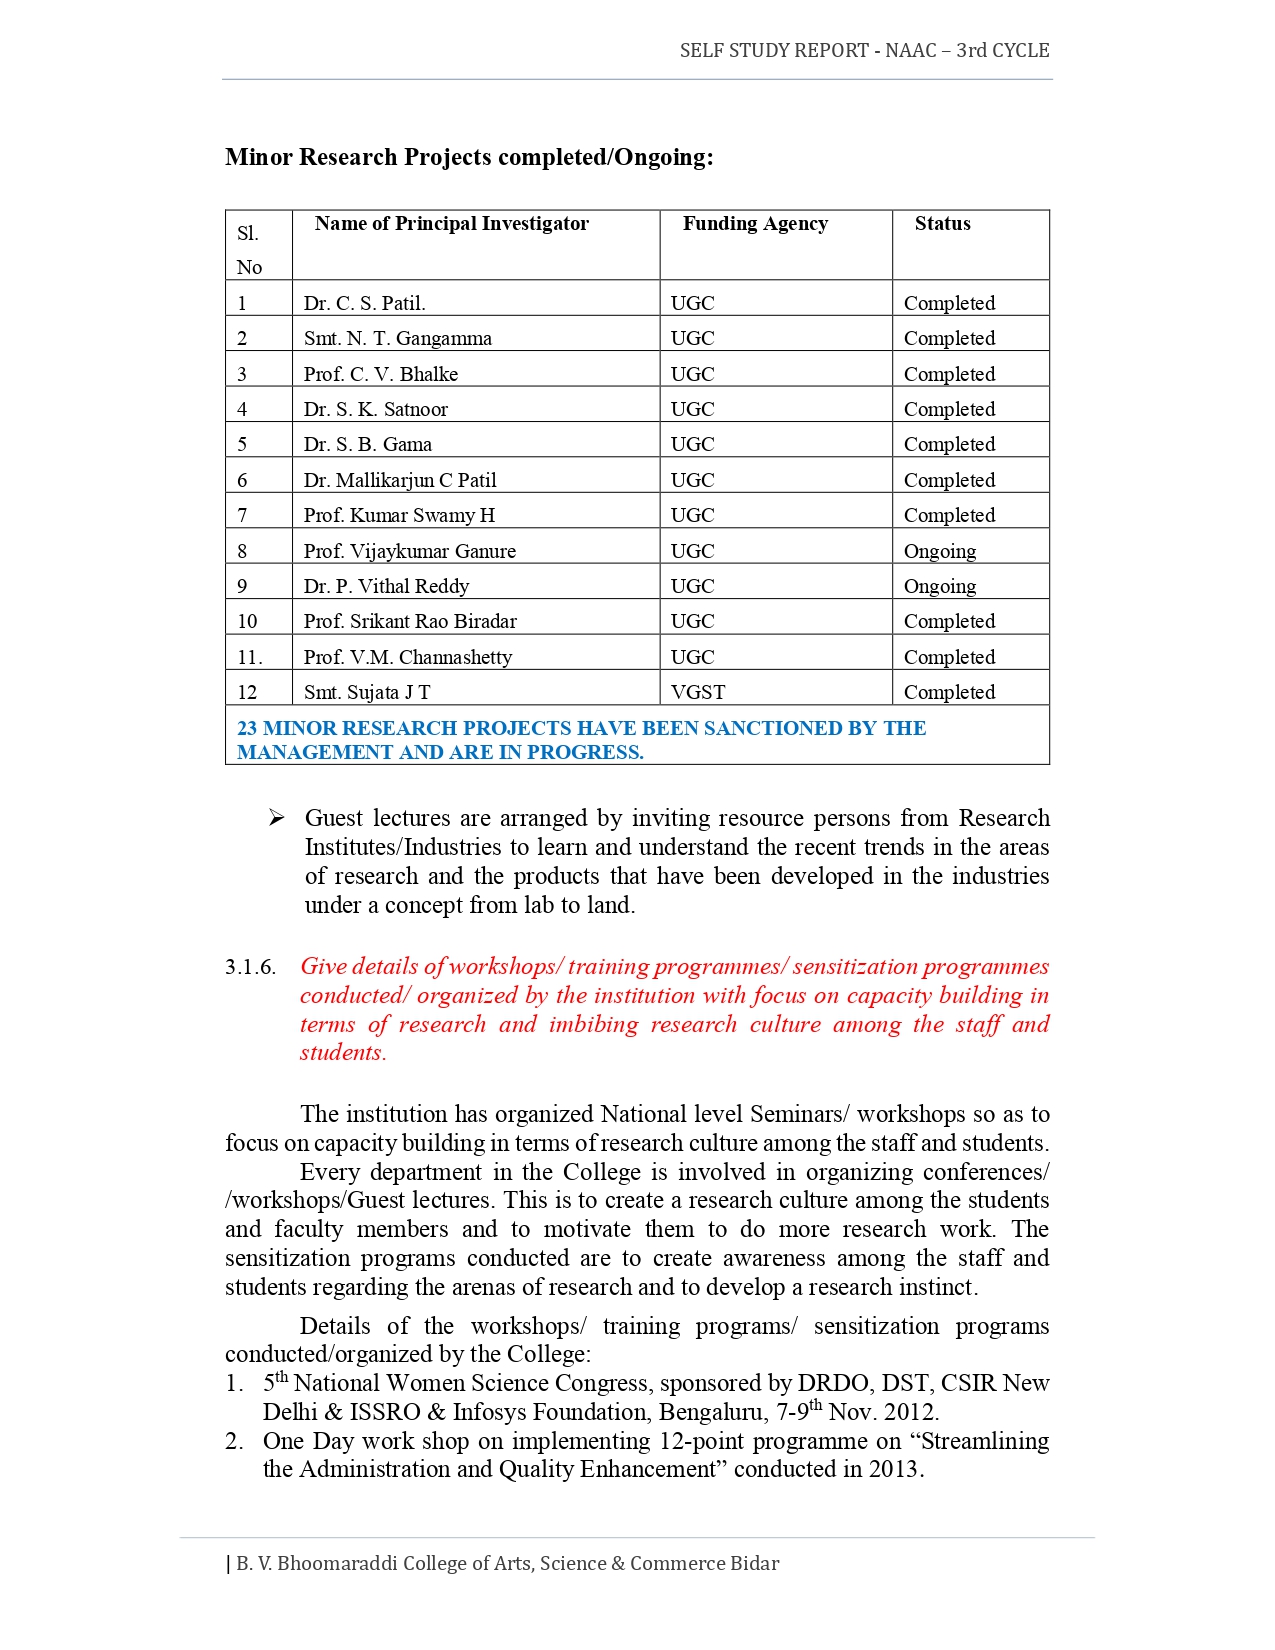 SELF STUDY REPORT - NAAC – 3rd CYCLE
Minor Research Projects completed/Ongoing:
Sl. No Name of Principal Investigator Funding Agency Status
1 Dr. C. S. Patil. UGC Completed
2 Smt. N. T. Gangamma UGC Completed
3 Prof. C. V. Bhalke UGC Completed
4 Dr. S. K. Satnoor UGC Completed
5 Dr. S. B. Gama UGC Completed
6 Dr. Mallikarjun C Patil UGC Completed
7 Prof. Kumar Swamy H UGC Completed
8 Prof. Vijaykumar Ganure UGC Ongoing
9 Dr. P. Vithal Reddy UGC Ongoing
10 Prof. Srikant Rao Biradar UGC Completed
11. Prof. V.M. Channashetty UGC Completed
12 Smt. Sujata J T VGST Completed
23 MINOR RESEARCH PROJECTS HAVE BEEN SANCTIONED BY THE
MANAGEMENT AND ARE IN PROGRESS.
➢ Guest lectures are arranged by inviting resource persons from Research
Institutes/Industries to learn and understand the recent trends in the areas
of research and the products that have been developed in the industries
under a concept from lab to land.
3.1.6. Give details of workshops/ training programmes/ sensitization programmes
conducted/ organized by the institution with focus on capacity building in
terms of research and imbibing research culture among the staff and
students.
The institution has organized National level Seminars/ workshops so as to
focus on capacity building in terms of research culture among the staff and students.
Every department in the College is involved in organizing conferences/
/workshops/Guest lectures. This is to create a research culture among the students
and faculty members and to motivate them to do more research work. The
sensitization programs conducted are to create awareness among the staff and
students regarding the arenas of research and to develop a research instinct.
Details of the workshops/ training programs/ sensitization programs
conducted/organized by the College:
1. 5th National Women Science Congress, sponsored by DRDO, DST, CSIR New
Delhi & ISSRO & Infosys Foundation, Bengaluru, 7-9th Nov. 2012.
2. One Day work shop on implementing 12-point programme on “Streamlining
the Administration and Quality Enhancement” conducted in 2013.
| B. V. Bhoomaraddi College of Arts, Science & Commerce Bidar